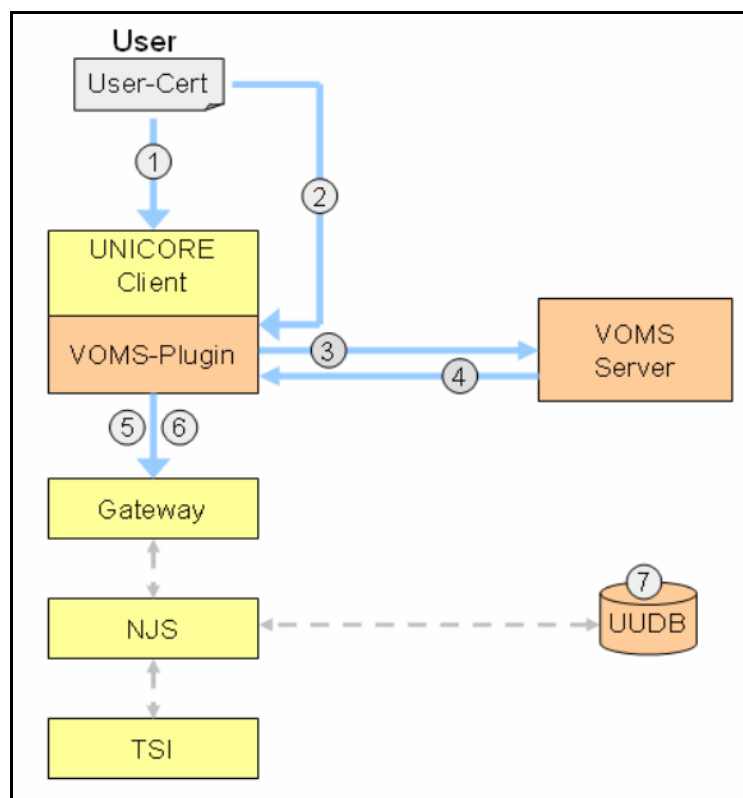 User
User-Cert
1
2
UNICORE
Client
VOMS-Plugin
3
4
VOMS
Server
5 6
Gateway
7
NJS
UUDB
TSI